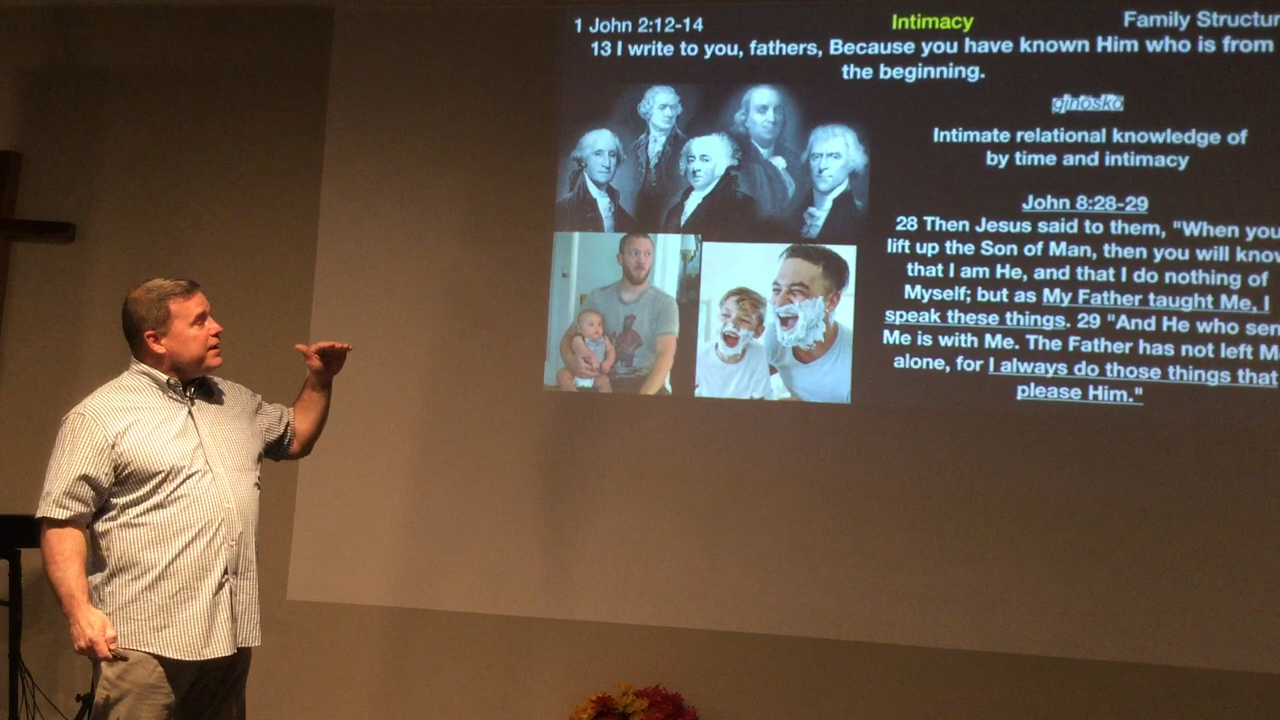 1 John 2:12-14 Intimacy Family Structur
13 I write to you, fathers, Because you have known Him who is from
the beginning.
ginosko
Intimate relational knowledge of
by time and intimacy
John 8:28-29
28 Then Jesus said to them, "When you
lift up the Son of Man, then you will know
that I am He, and that I do nothing of
Myself; but as My Father taught Me, I
speak these things. 29 "And He who sen
Me is with Me. The Father has not left M
alone, for I always do those things that
please Him."